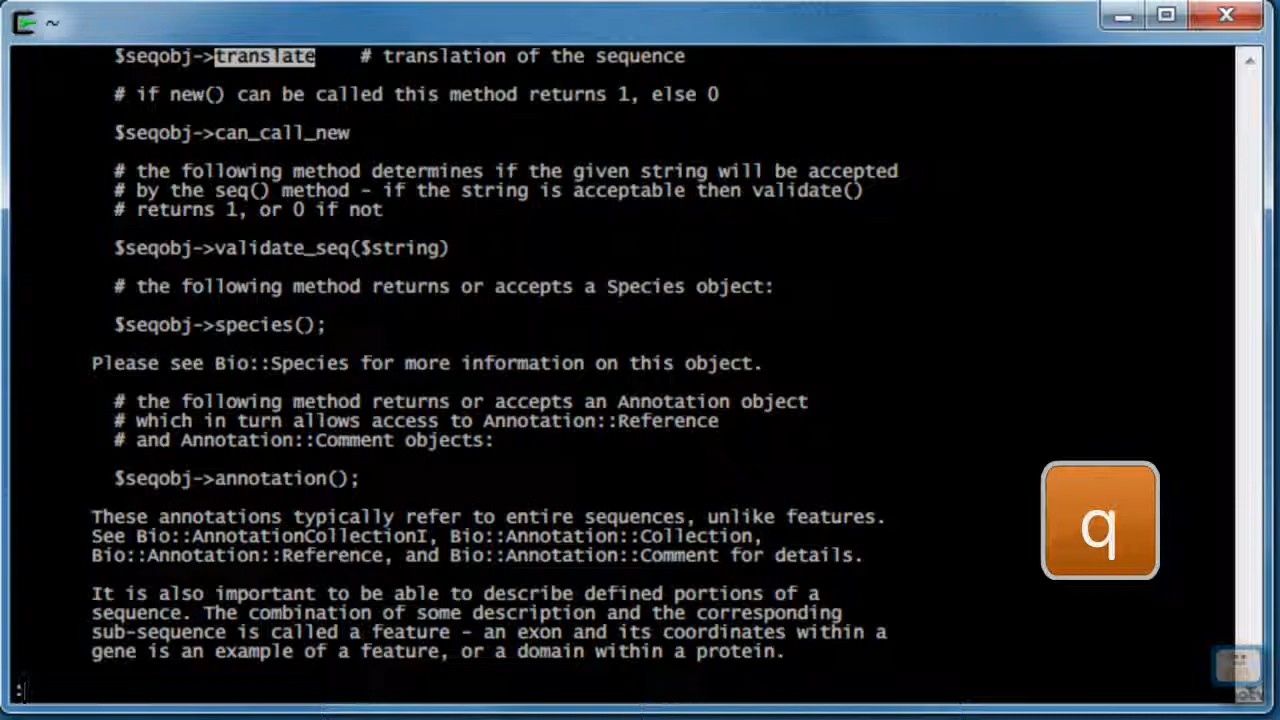 ~
$seqobj->translate    # translation of the sequence
# if new() can be called this method returns 1, else 0
$seqobj->can_call_new
# the following method determines if the given string will be accepted
# by the seq() method - if the string is acceptable then validate()
# returns 1, or 0 if not
$seqobj->validate_seq($string)
# the following method returns or accepts a Species object:
$seqobj->species();
Please see Bio::Species for more information on this object.
# the following method returns or accepts an Annotation object
# which in turn allows access to Annotation::Reference
# and Annotation::Comment objects:
$seqobj->annotation();
These annotations typically refer to entire sequences, unlike features.
See Bio::AnnotationCollectionI, Bio::Annotation::Collection,
Bio::Annotation::Reference, and Bio::Annotation::Comment for details.
It is also important to be able to describe defined portions of a
sequence. The combination of some description and the corresponding
sub-sequence is called a feature - an exon and its coordinates within a
gene is an example of a feature, or a domain within a protein.
:
q